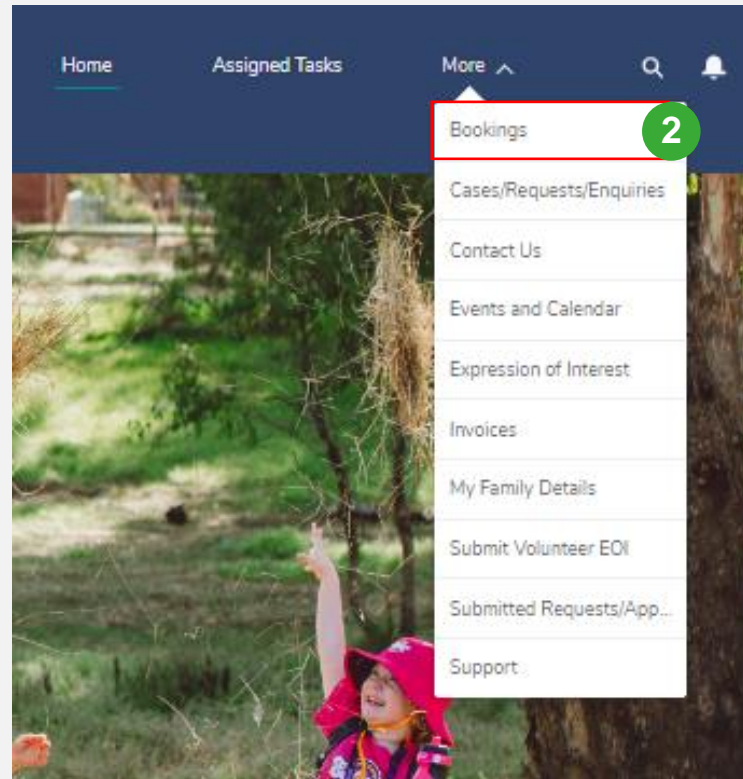 Home Assigned Tasks More
Bookings 2
Cases/Requests/Enquiries
Contact Us
Events and Calendar
Expression of Interest
Invoices
My Family Details
Submit Volunteer EOI
Submitted Requests/App...
Support